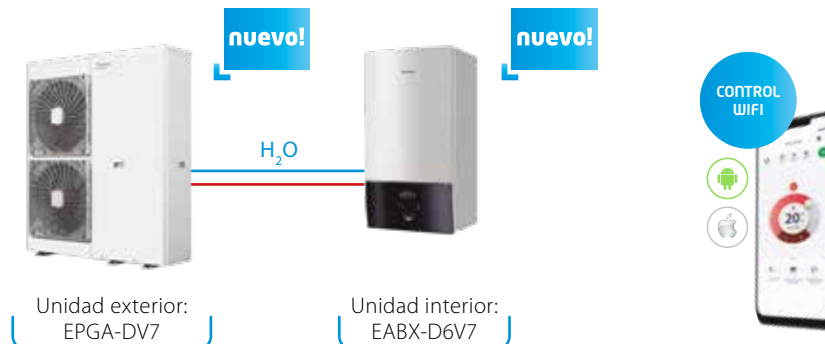 nuevo!
nuevo!
CONTROL
WIFI
H₂O
20°
Unidad exterior:
EPGA-DV7
Unidad interior:
EABX-D6V7